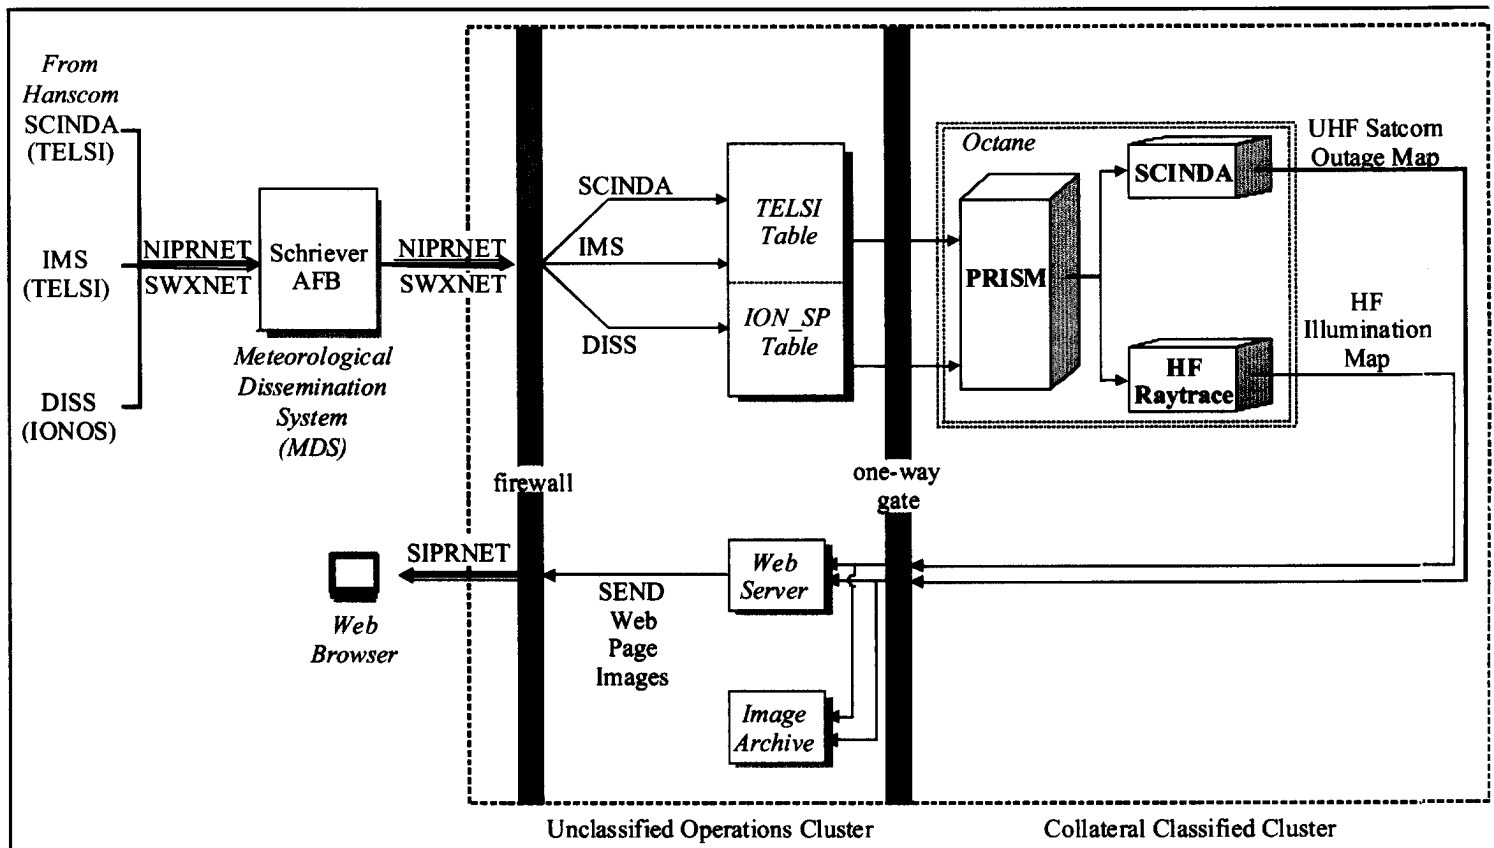 From
Hanscom
SCINDA
(TELSI)
IMS
(TELSI)
DISS
(IONOS)
NIPRNET
SWXNET
Schriever
AFB
Meteorological
Dissemination
System
(MDS)
NIPRNET
SWXNET
firewall
SCINDA
IMS
DISS
TELSI
Table
ION_SP
Table
one-way
gate
Octane
PRISM
SCINDA
HF
Raytrace
UHF Satcom
Outage Map
HF
Illumination
Map
SIPRNET
Web
Browser
SEND
Web
Page
Images
Web
Server
Image
Archive
Unclassified Operations Cluster
Collateral Classified Cluster